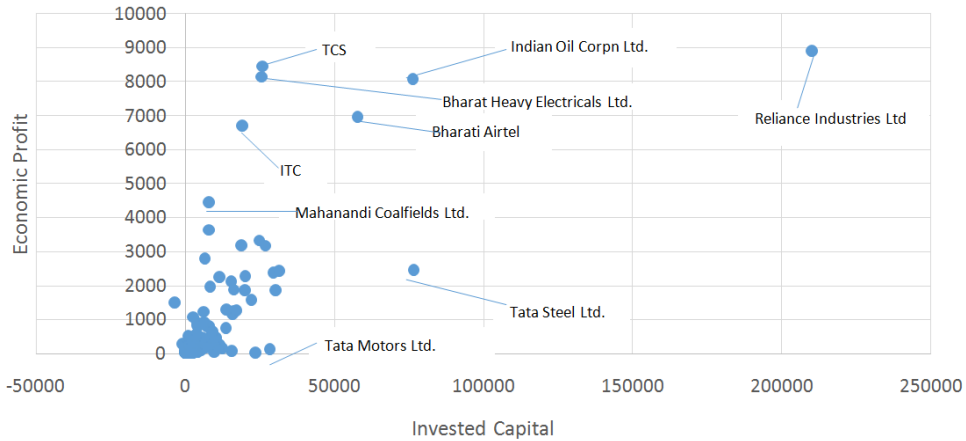 10000
9000
8000
7000
6000
5000
4000
3000
2000
1000
0
Economic Profit
TCS
Indian Oil Corpn Ltd.
Bharat Heavy Electricals Ltd.
Reliance Industries Ltd
Bharati Airtel
ITC
Mahanandi Coalfields Ltd.
Tata Steel Ltd.
Tata Motors Ltd.
-50000 0 50000 100000 150000 200000 250000
Invested Capital